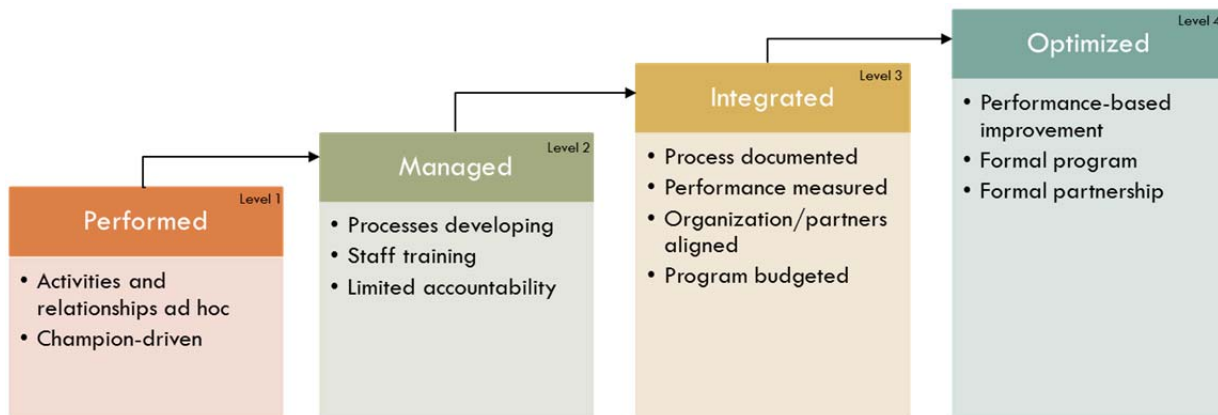 Level 1
Performed
• Activities and
relationships ad hoc
• Champion-driven
Level 2
Managed
• Processes developing
• Staff training
• Limited accountability
Level 3
Integrated
• Process documented
• Performance measured
• Organization/partners
aligned
• Program budgeted
Level 4
Optimized
• Performance-based
improvement
• Formal program
• Formal partnership